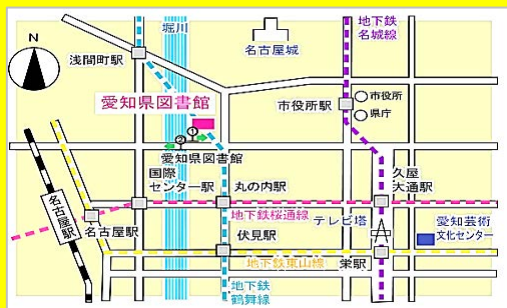 堀川
名古屋城
地下鉄
名城線
浅間町駅
N
愛知県図書館
市役所駅
市役所
県庁
①
②
愛知県図書館
国際
センター駅
丸の内駅
久屋
大通駅
名古屋駅
名古屋駅
地下鉄桜通線
テレビ塔
愛知芸術
文化センター
伏見駅
地下鉄東山線
栄駅
地下鉄
鶴舞線